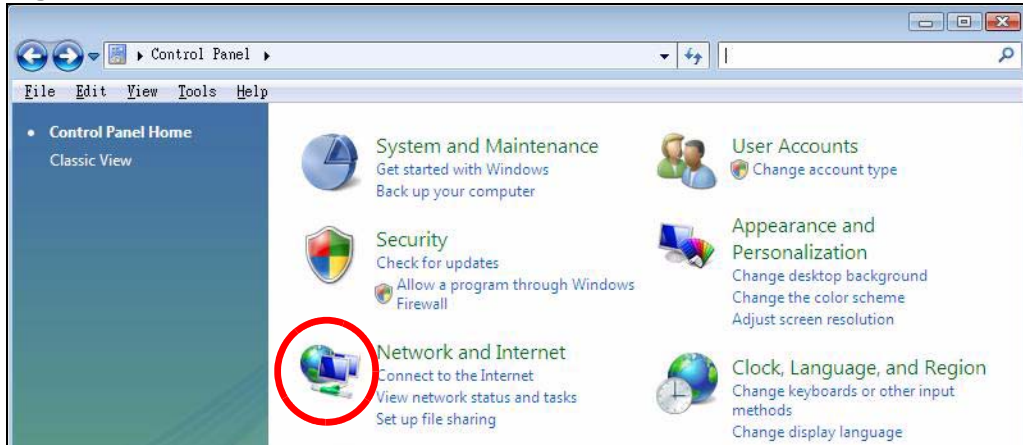 Control Panel
File Edit View Tools Help
Control Panel Home
Classic View
System and Maintenance
Get started with Windows
Back up your computer
Security
Check for updates
Allow a program through Windows
Firewall
Network and Internet
Connect to the Internet
View network status and tasks
Set up file sharing
User Accounts
Change account type
Appearance and
Personalization
Change desktop background
Change the color scheme
Adjust screen resolution
Clock, Language, and Region
Change keyboards or other input
methods
Change display language